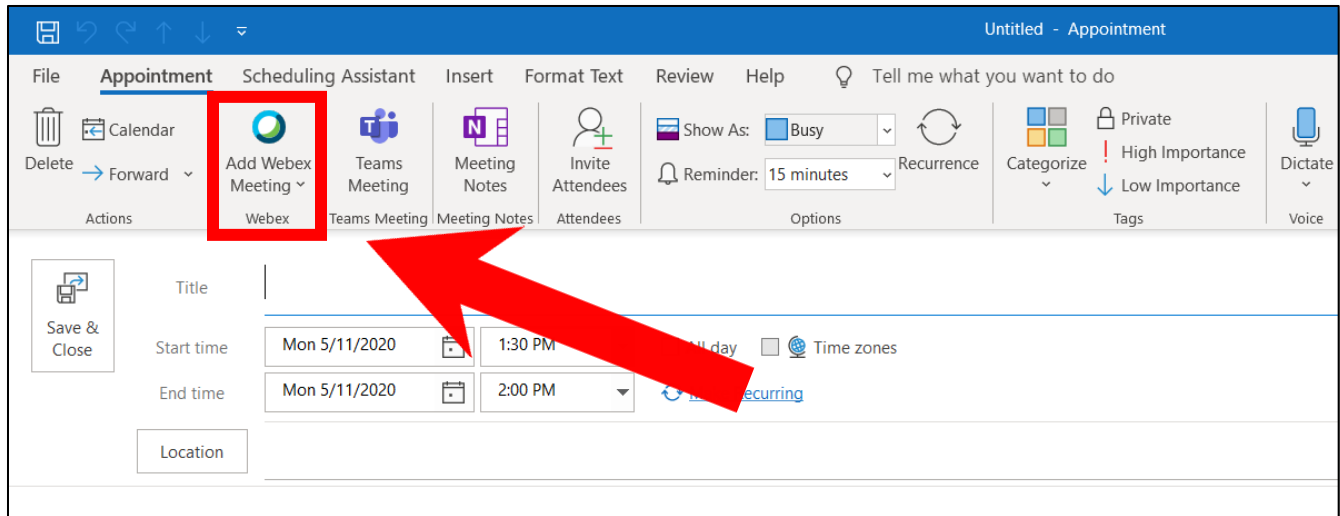 Untitled - Appointment
File Appointment Scheduling Assistant Insert Format Text Review Help Tell me what you want to do
Delete
Calendar
Forward
Actions
Add Webex
Meeting
Webex
Teams
Meeting
Teams Meeting
Meeting
Notes
Meeting Notes
Invite
Attendees
Attendees
Show As: Busy
Reminder: 15 minutes
Recurrence
Options
Categorize
Private
High Importance
Low Importance
Tags
Dictate
Voice
Save &
Close
Title
Start time Mon 5/11/2020 1:30 PM day Time zones
End time Mon 5/11/2020 2:00 PM
Location